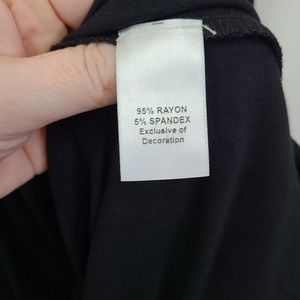 95% RAYON
5% SPANDEX
Exclusive of
Decoration